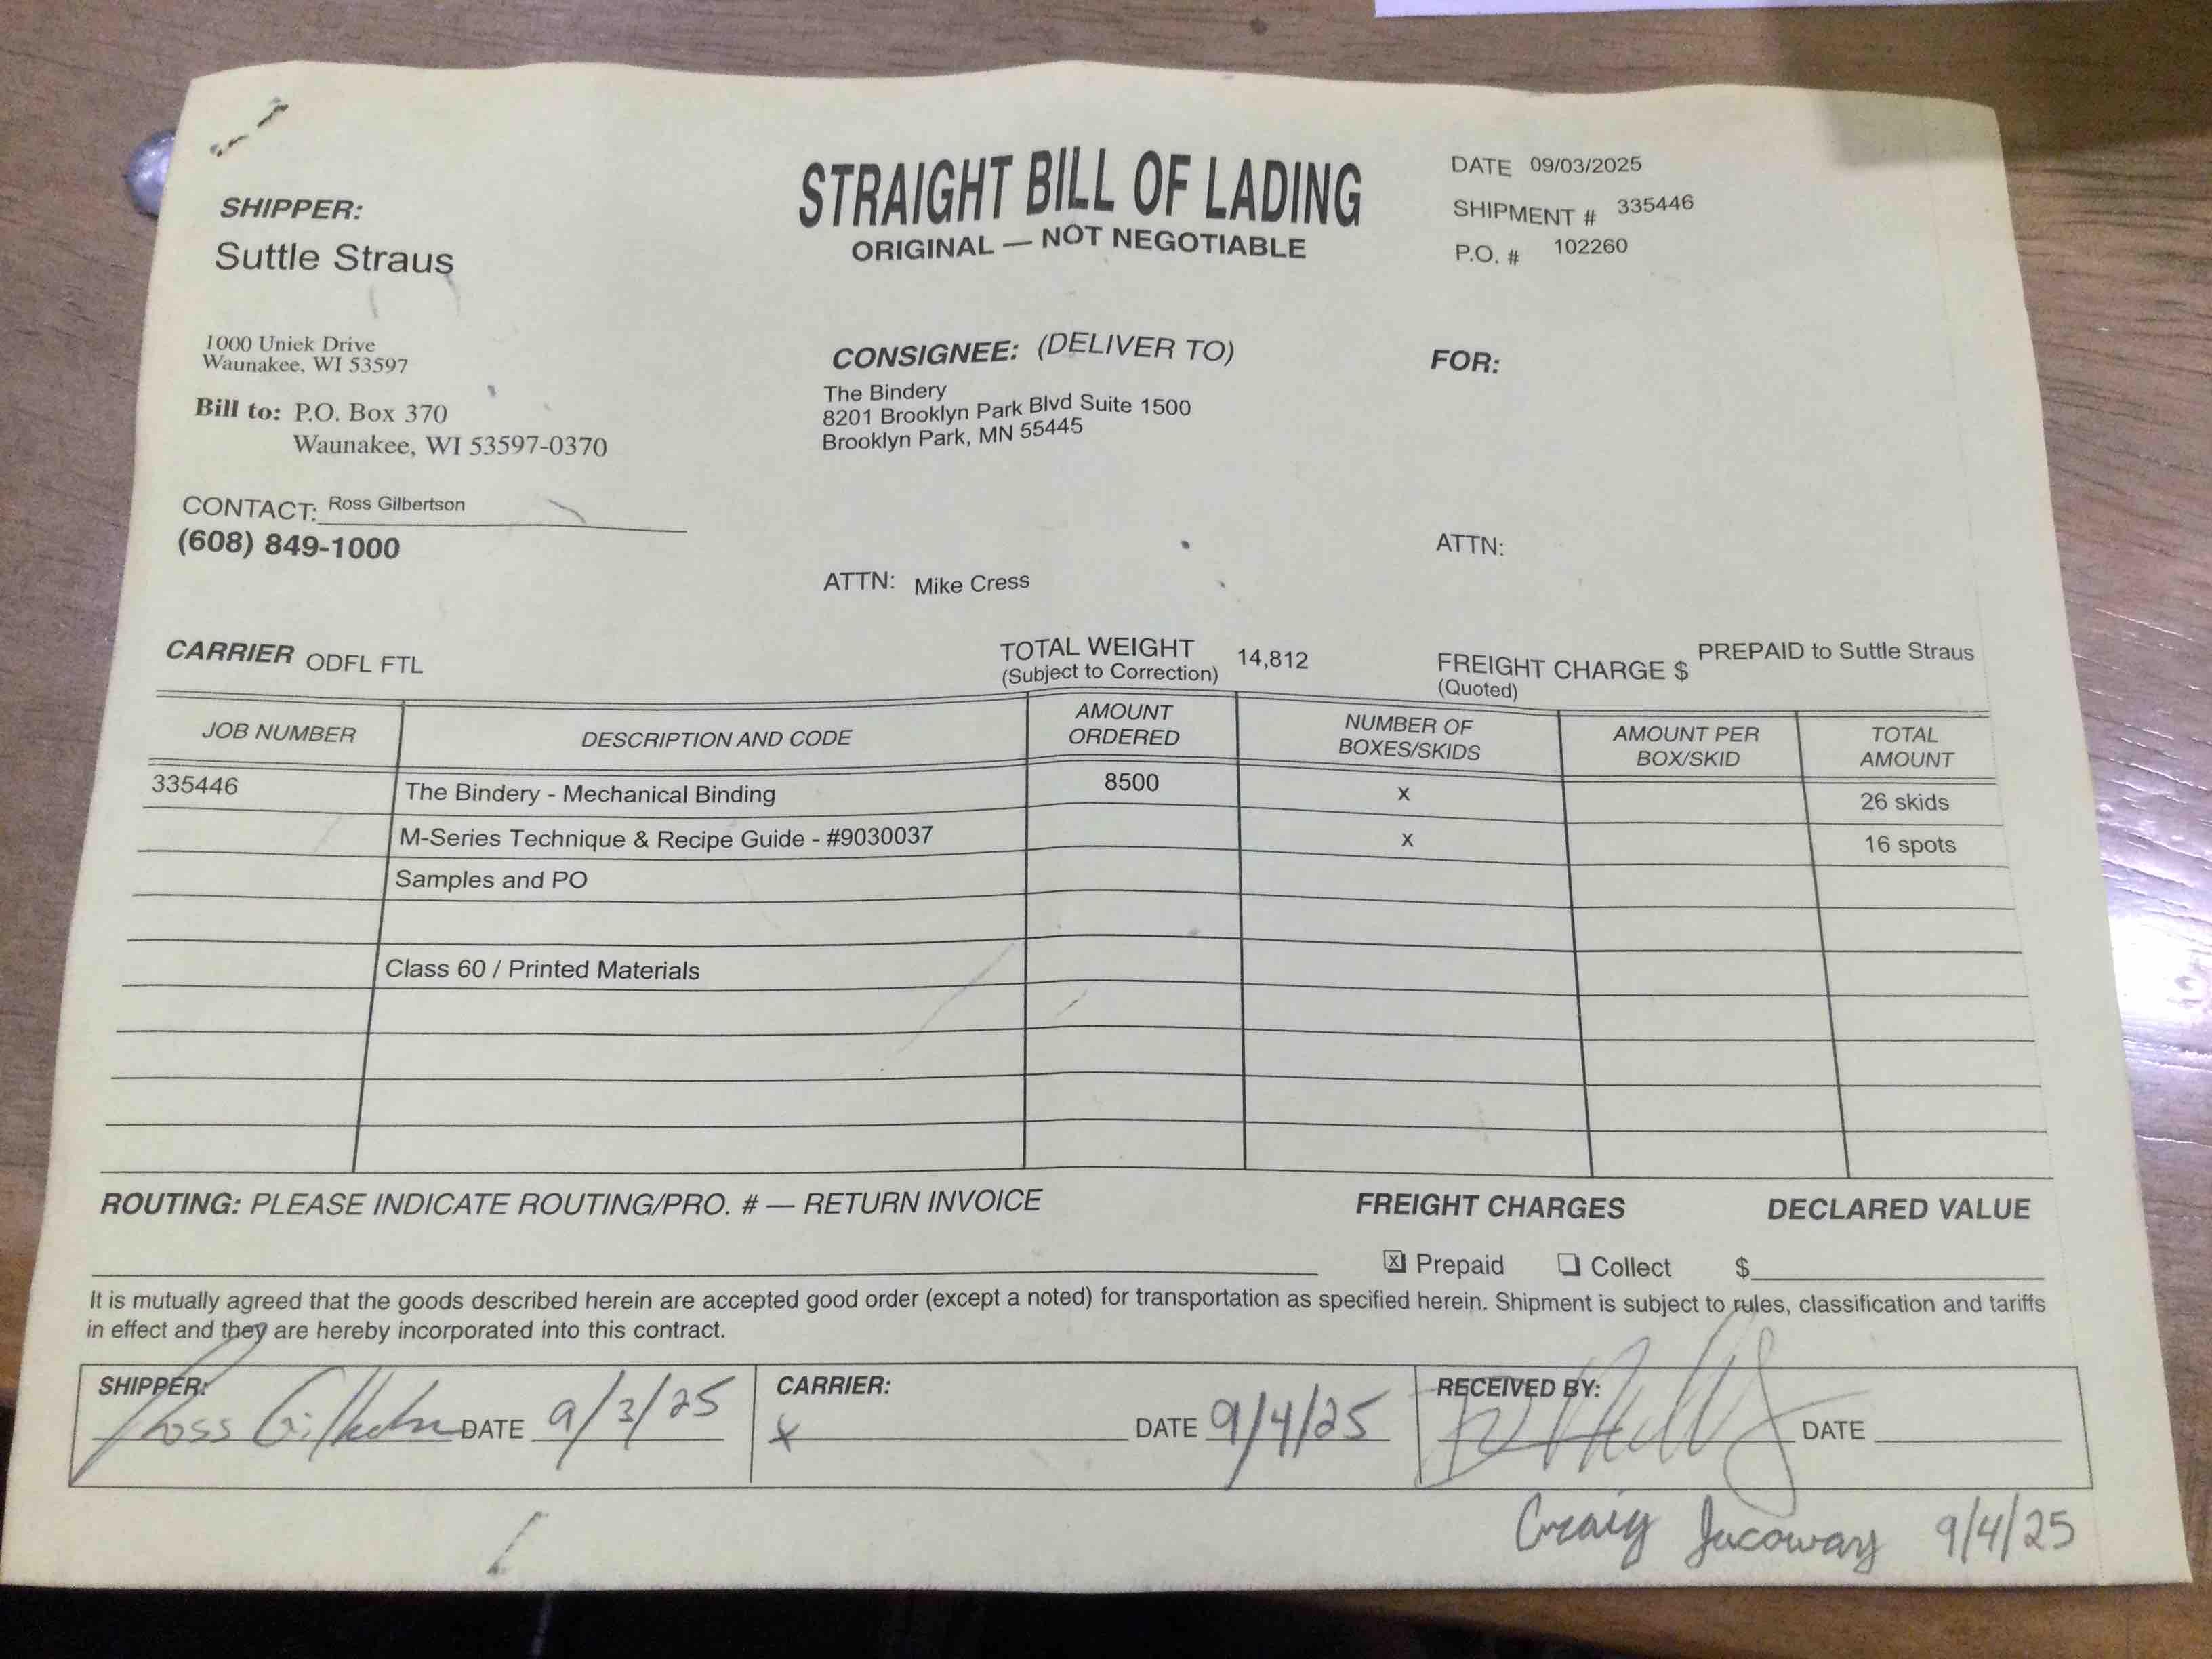 STRAIGHT BILL OF LADING
ORIGINAL — NOT NEGOTIABLE
DATE 09/03/2025
SHIPMENT # 335446
P.O. # 102260
SHIPPER:
Suttle Straus
1000 Uniek Drive
Waunakee, WI 53597
Bill to: P.O. Box 370
Waunakee, WI 53597-0370
CONTACT: Ross Gilbertson
(608) 849-1000
CONSIGNEE: (DELIVER TO)
The Bindery
8201 Brooklyn Park Blvd Suite 1500
Brooklyn Park, MN 55445
ATTN: Mike Cress
FOR:
ATTN:
CARRIER ODFL FTL
TOTAL WEIGHT 14,812
(Subject to Correction)
FREIGHT CHARGE $ PREPAID to Suttle Straus
(Quoted)
JOB NUMBER DESCRIPTION AND CODE AMOUNT ORDERED NUMBER OF BOXES/SKIDS AMOUNT PER BOX/SKID TOTAL AMOUNT
335446 The Bindery - Mechanical Binding 8500 x 26 skids
M-Series Technique & Recipe Guide - #9030037 x 16 spots
Samples and PO
Class 60 / Printed Materials
ROUTING: PLEASE INDICATE ROUTING/PRO. # — RETURN INVOICE
FREIGHT CHARGES DECLARED VALUE
x Prepaid Collect $
It is mutually agreed that the goods described herein are accepted good order (except a noted) for transportation as specified herein. Shipment is subject to rules, classification and tariffs
in effect and they are hereby incorporated into this contract.
SHIPPER: CARRIER: RECEIVED BY:
Ross DATE 9/3/25 x DATE 9/4/25 DATE
Craig Jacoway 9/4/25